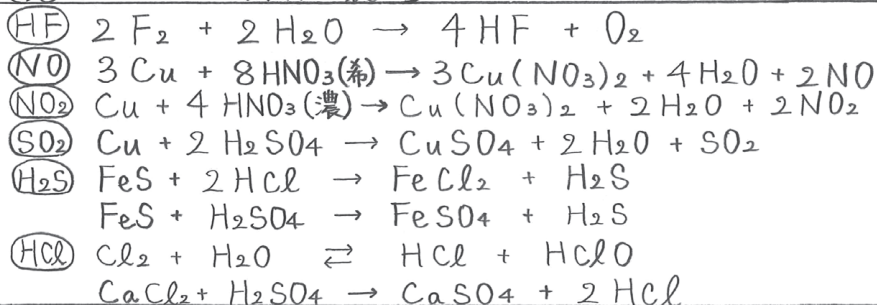 HF 2F₂ + 2H₂O → 4HF + O₂
NO 3Cu + 8HNO₃(希) → 3Cu(NO₃)₂ + 4H₂O + 2NO
NO₂ Cu + 4HNO₃(濃) → Cu(NO₃)₂ + 2H₂O + 2NO₂
SO₂ Cu + 2H₂SO₄ → CuSO₄ + 2H₂O + SO₂
H₂S FeS + 2HCl → FeCl₂ + H₂S
FeS + H₂SO₄ → FeSO₄ + H₂S
HCl Cl₂ + H₂O ⇄ HCl + HClO
CaCl₂ + H₂SO₄ → CaSO₄ + 2HCl